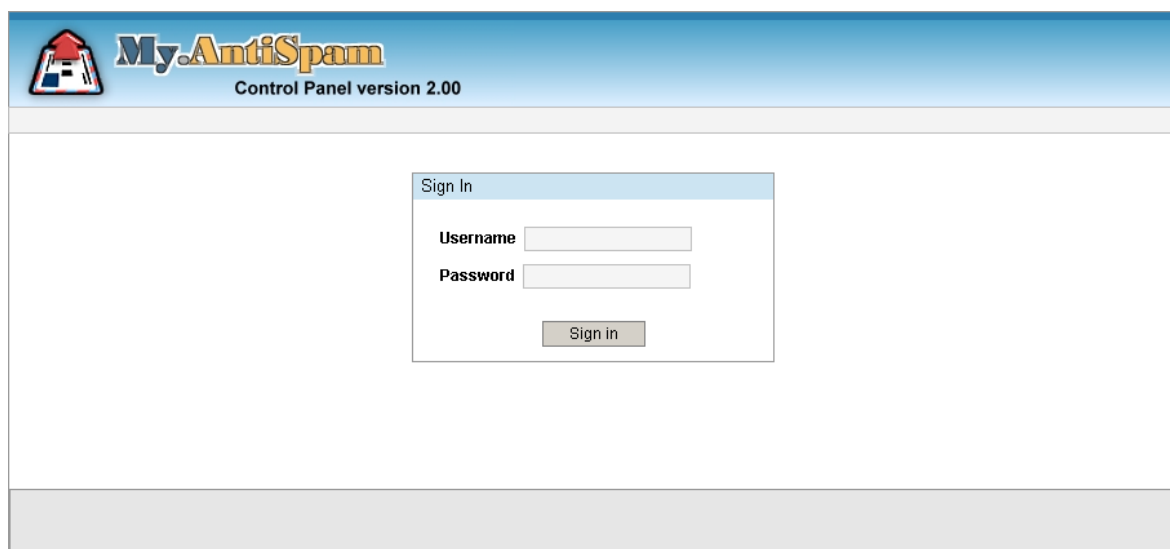 My.AntiSpam
Control Panel version 2.00
Sign In
Username
Password
Sign in